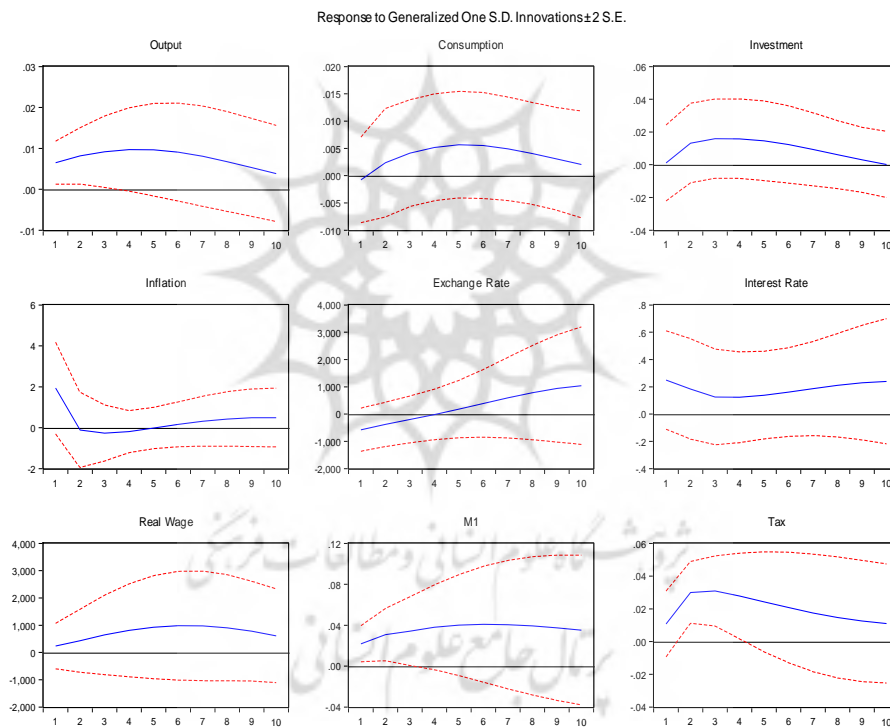 Response to Generalized One S.D. Innovations ± 2 S.E.
Output
.03
.02
.01
.00
-.01
1 2 3 4 5 6 7 8 9 10
Consumption
.020
.015
.010
.005
.000
-.005
-.010
1 2 3 4 5 6 7 8 9 10
Investment
.06
.04
.02
.00
-.02
-.04
1 2 3 4 5 6 7 8 9 10
Inflation
6
4
2
0
-2
1 2 3 4 5 6 7 8 9 10
Exchange Rate
4,000
3,000
2,000
1,000
0
-1,000
-2,000
1 2 3 4 5 6 7 8 9 10
Interest Rate
.8
.6
.4
.2
.0
-.2
-.4
1 2 3 4 5 6 7 8 9 10
Real Wage
4,000
3,000
2,000
1,000
0
-1,000
-2,000
1 2 3 4 5 6 7 8 9 10
M1
.12
.08
.04
.00
-.04
1 2 3 4 5 6 7 8 9 10
Tax
.06
.04
.02
.00
-.02
-.04
1 2 3 4 5 6 7 8 9 10
پژوهشگاه علوم انسانی و مطالعات فرهنگی
پرتال جامع علوم انسانی